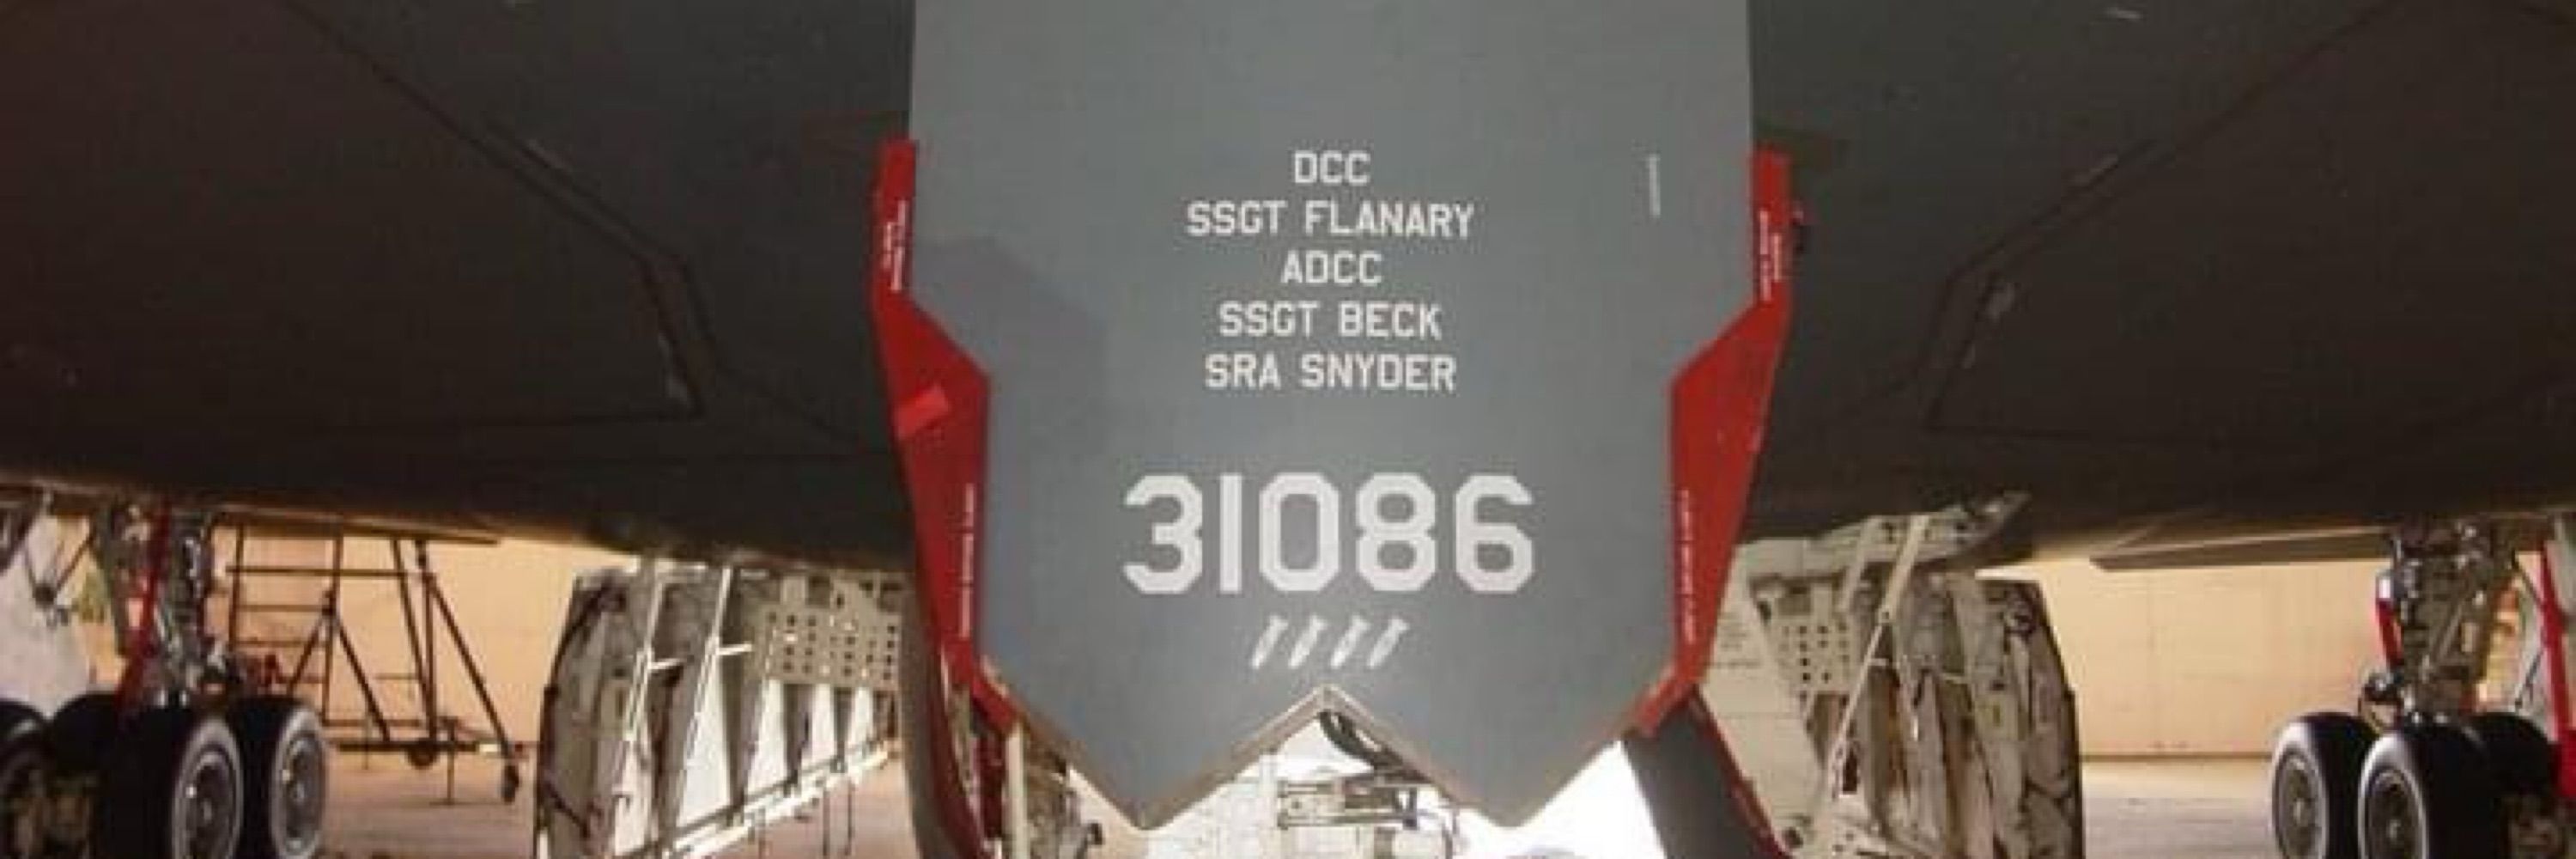 DCC
SSGT FLANARY
ADCC
SSGT BECK
SRA SNYDER
31086